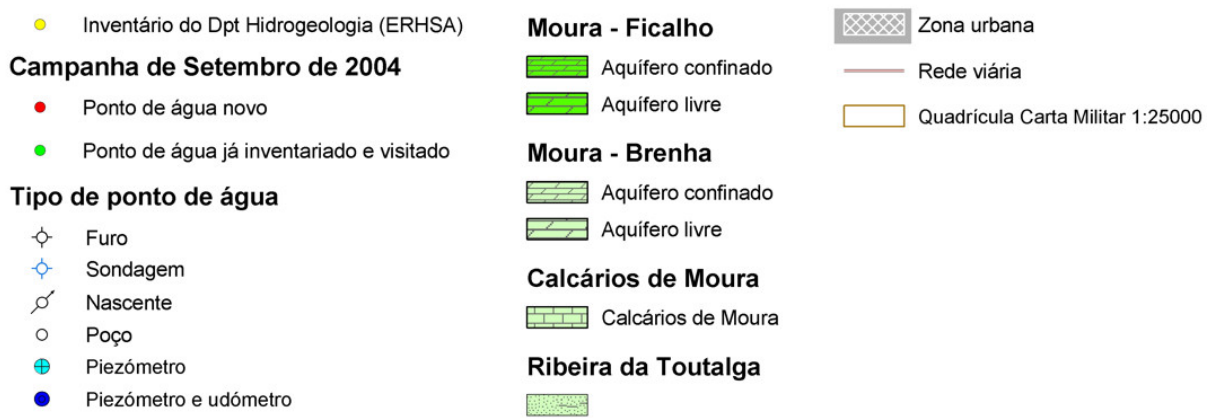 Inventário do Dpt Hidrogeologia (ERHSA)
Campanha de Setembro de 2004
Ponto de água novo
Ponto de água já inventariado e visitado
Tipo de ponto de água
Furo
Sondagem
Nascente
Poço
Piezómetro
Piezómetro e udómetro
Moura - Ficalho
Aquífero confinado
Aquífero livre
Moura - Brenha
Aquífero confinado
Aquífero livre
Calcários de Moura
Calcários de Moura
Ribeira da Toutalga
Zona urbana
Rede viária
Quadrícula Carta Militar 1:25000